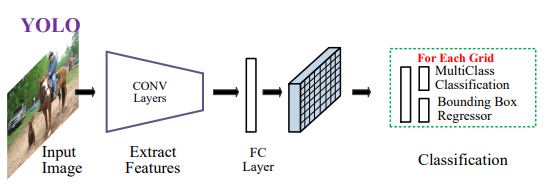 YOLO
Input
Image
CONV
Layers
Extract
Features
FC
Layer
For Each Grid
MultiClass
Classification
Bounding Box
Regressor
Classification